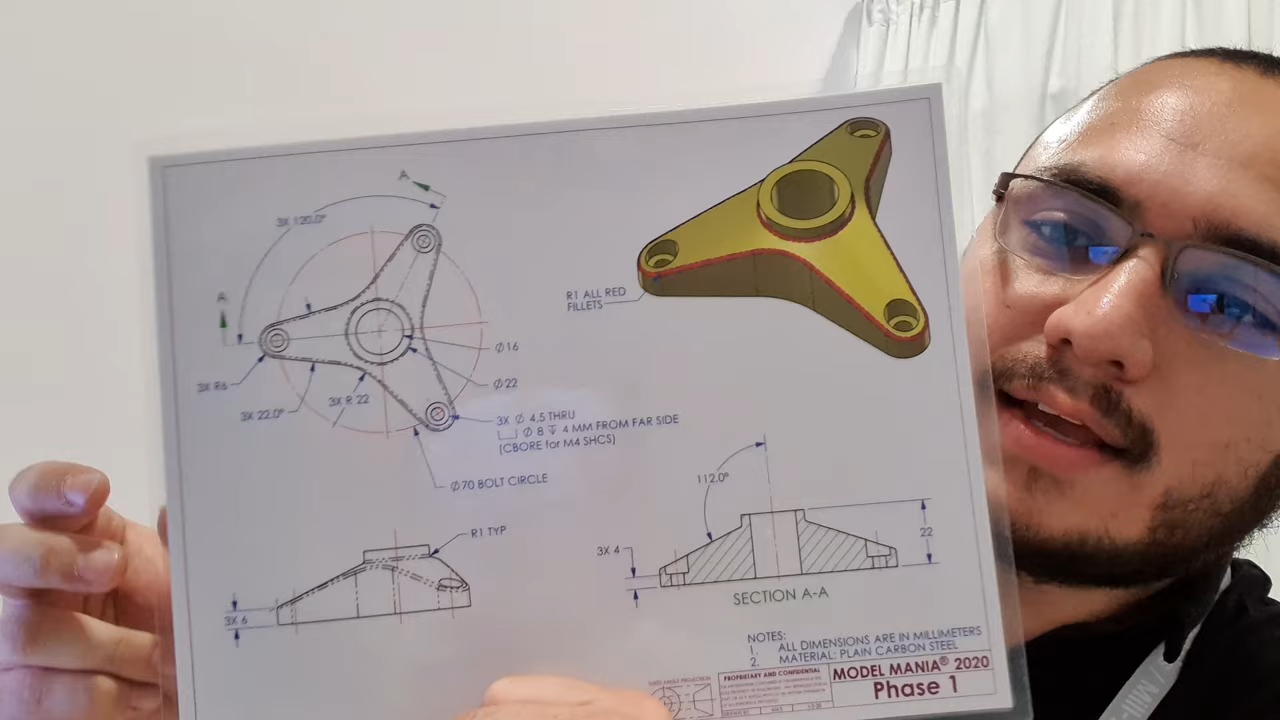 A
3X 120.0°
A
R1 ALL RED
FILLETS
Ø16
3X R6
Ø22
3X 22.0°
3X R 22
3X Ø 4.5 THRU
⌴ Ø 8 ↧ 4 MM FROM FAR SIDE
(CBORE for M4 SHCS)
Ø70 BOLT CIRCLE
112.0°
R1 TYP
22
3X 4
3X 6
SECTION A-A
NOTES:
1. ALL DIMENSIONS ARE IN MILLIMETERS
2. MATERIAL: PLAIN CARBON STEEL
THIRD ANGLE PROJECTION
PROPRIETARY AND CONFIDENTIAL
MODEL MANIA® 2020
Phase 1